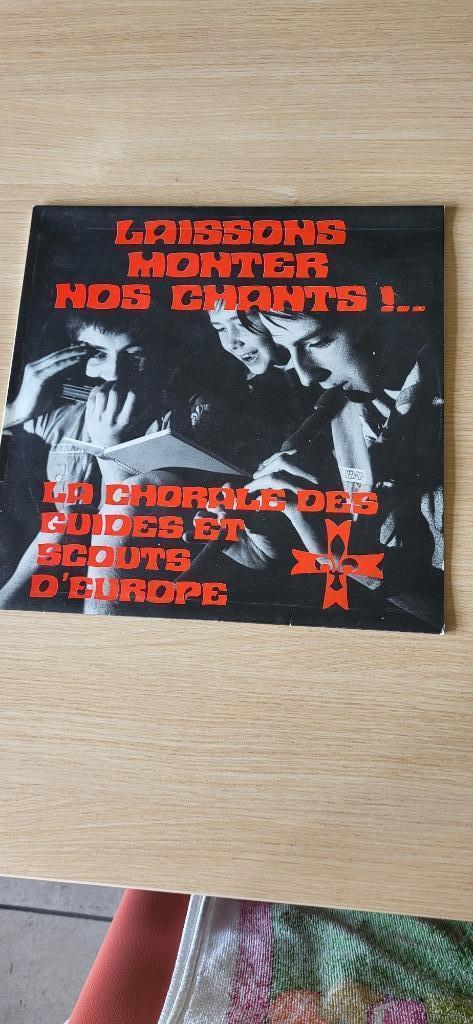 LAISSONS
MONTER
NOS CHANTS !...
LA CHORALE DES
GUIDES ET
SCOUTS
D'EUROPE